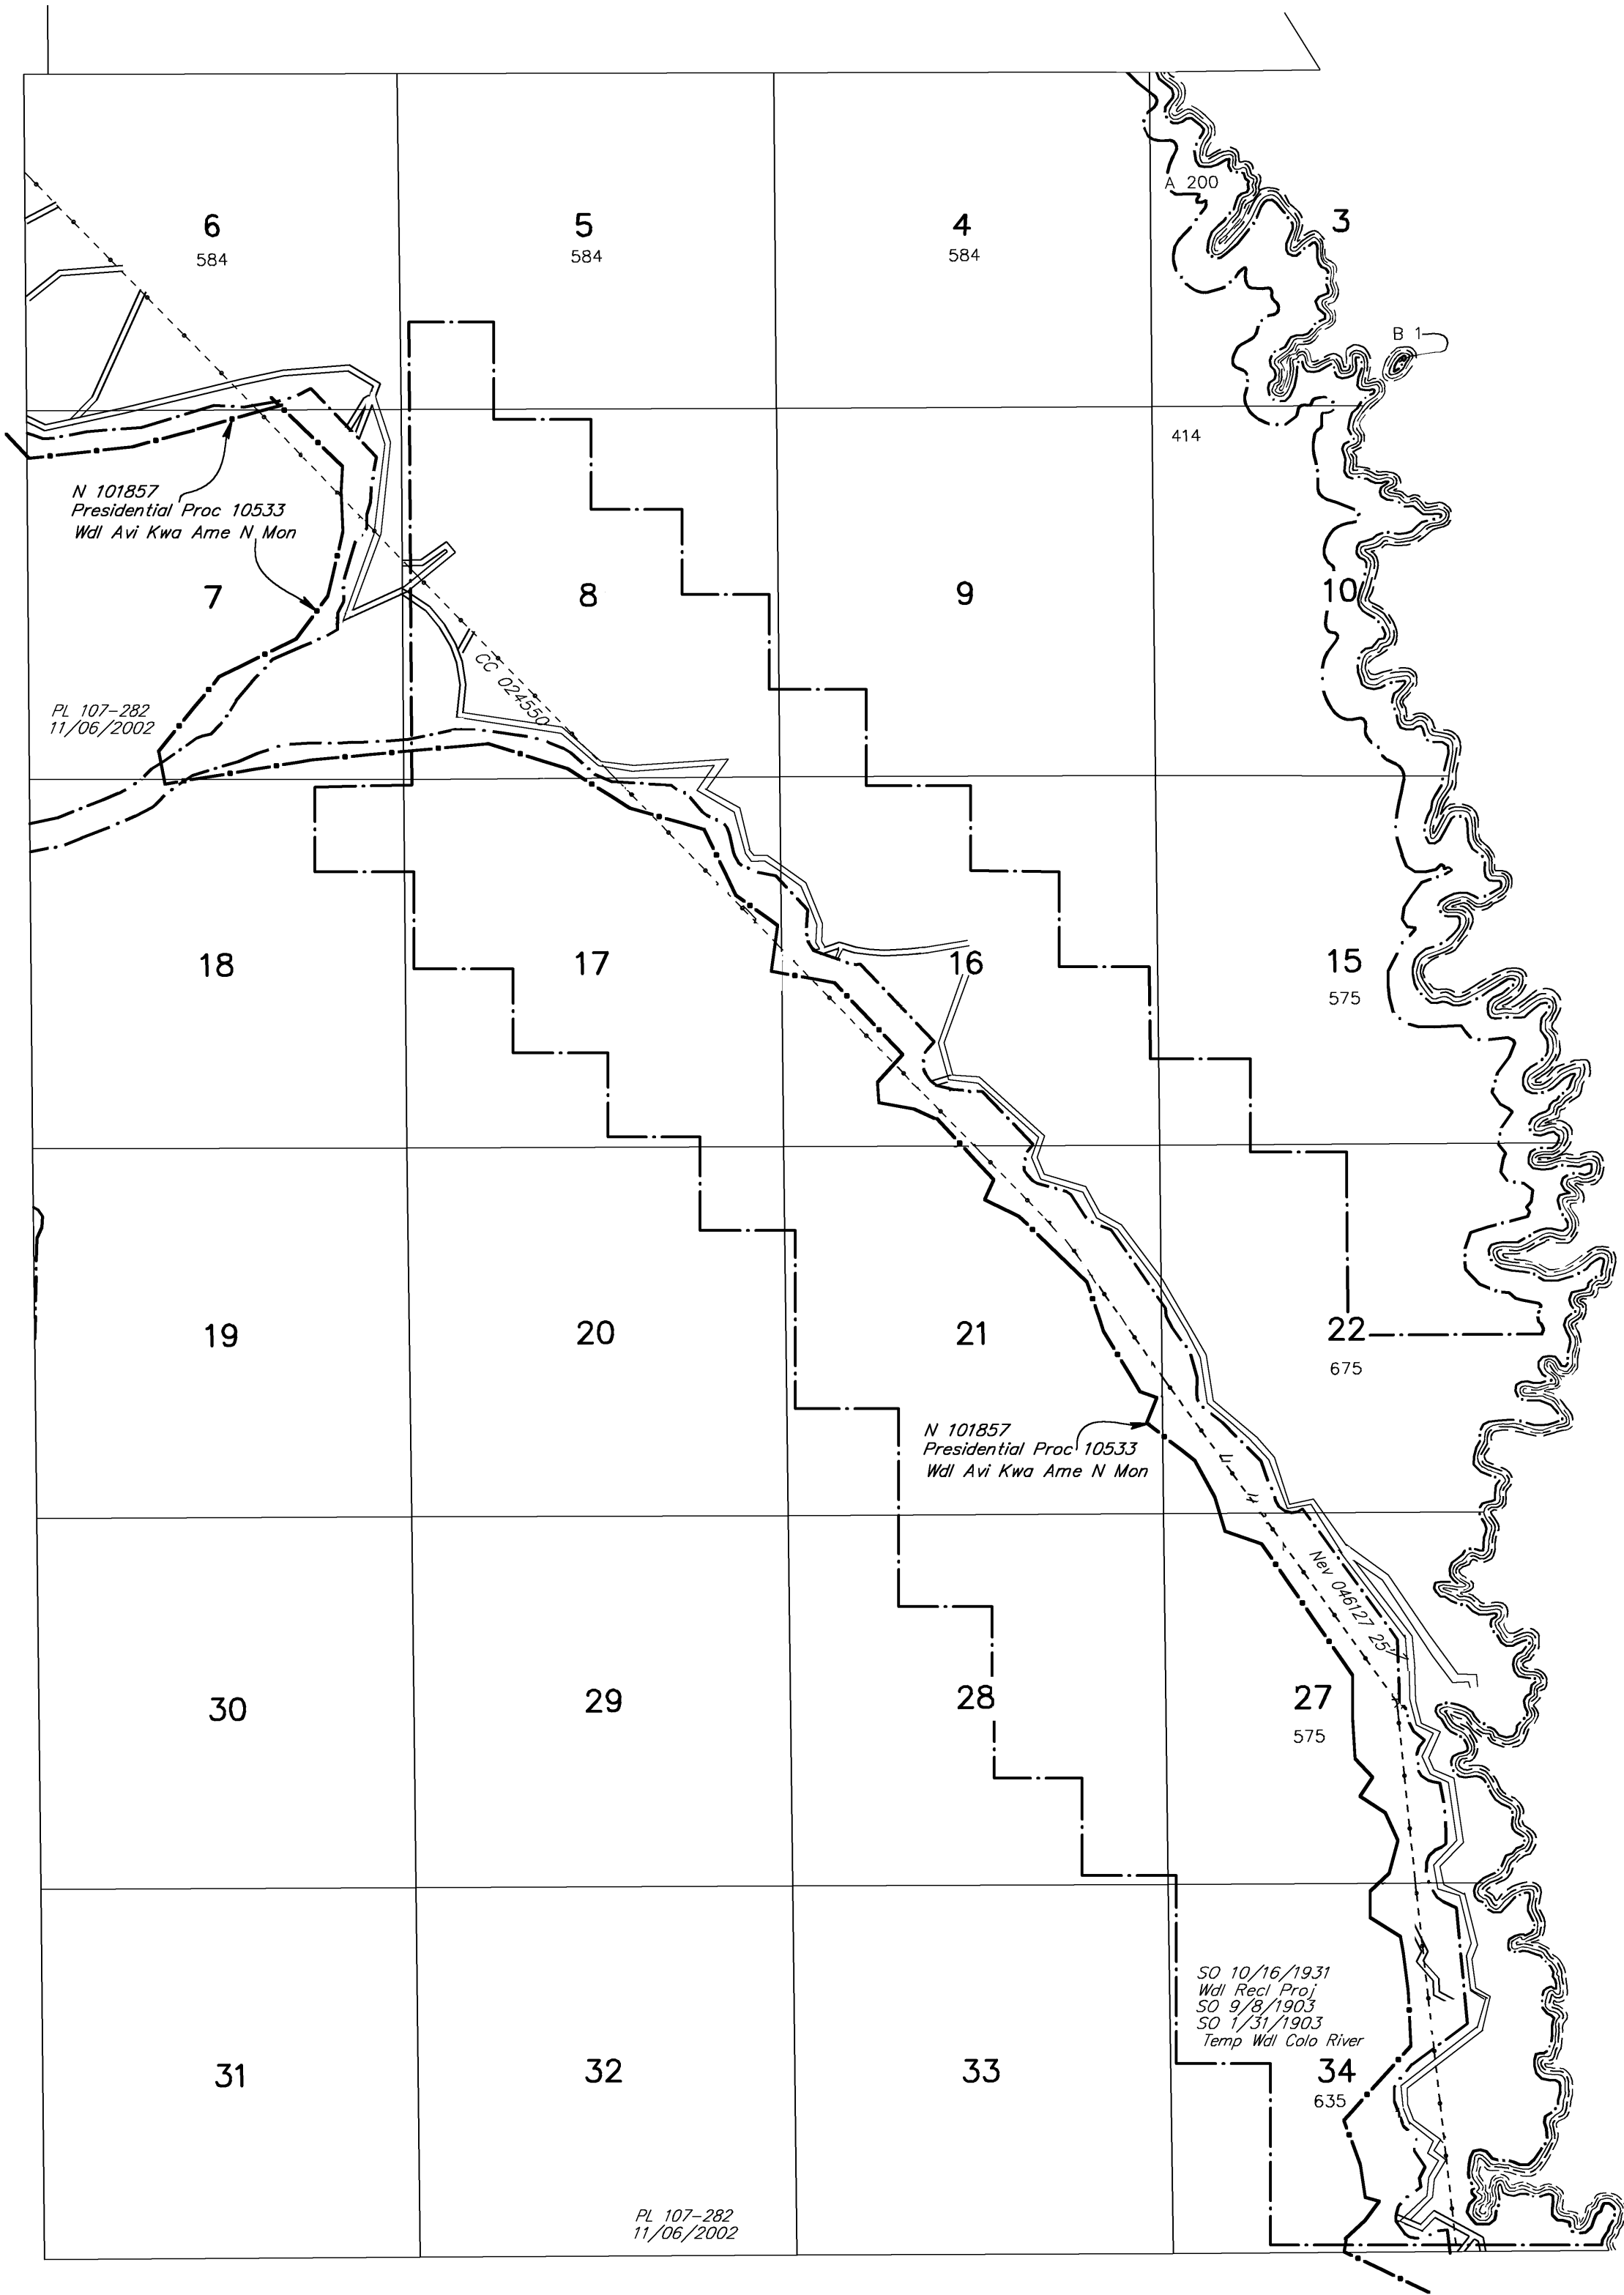 A 200
6
584
5
584
4
584
3
B 1
414
N 101857
Presidential Proc 10533
Wdl Avi Kwa Ame N Mon
7
8
9
10
CC 024550
PL 107-282
11/06/2002
18
17
16
15
575
19
20
21
22
675
N 101857
Presidential Proc 10533
Wdl Avi Kwa Ame N Mon
Nev 046127 25'
30
29
28
27
575
SO 10/16/1931
Wdl Recl Proj
SO 9/8/1903
SO 1/31/1903
Temp Wdl Colo River
31
32
33
34
635
PL 107-282
11/06/2002